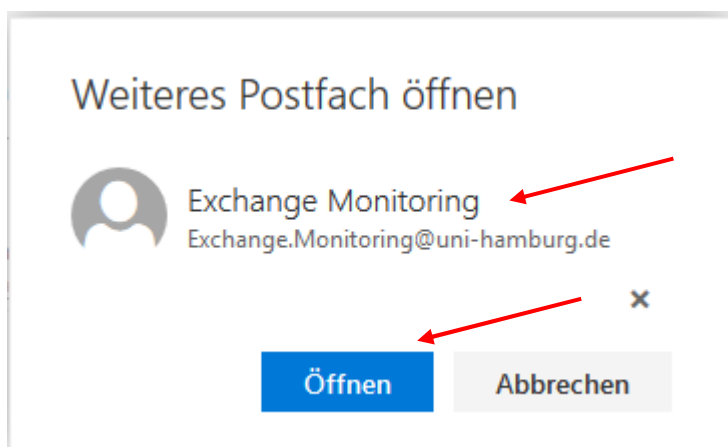 Weiteres Postfach öffnen
Exchange Monitoring
Exchange.Monitoring@uni-hamburg.de
×
Öffnen Abbrechen